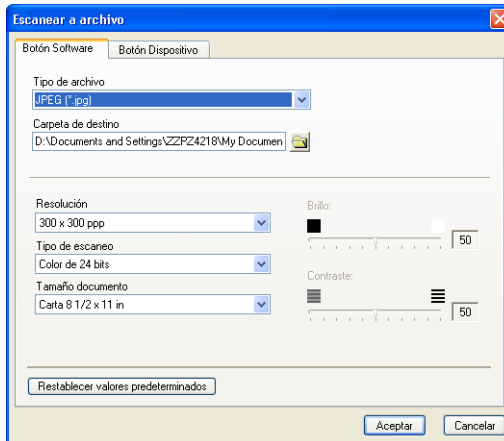 Escanear a archivo
Botón Software
Botón Dispositivo
Tipo de archivo
JPEG (*.jpg)
Carpeta de destino
D:\Documents and Settings\ZZPZ4218\My Documen
Resolución
300 x 300 ppp
Tipo de escaneo
Color de 24 bits
Tamaño documento
Carta 8 1/2 x 11 in
Brillo:
50
Contraste:
50
Restablecer valores predeterminados
Aceptar
Cancelar